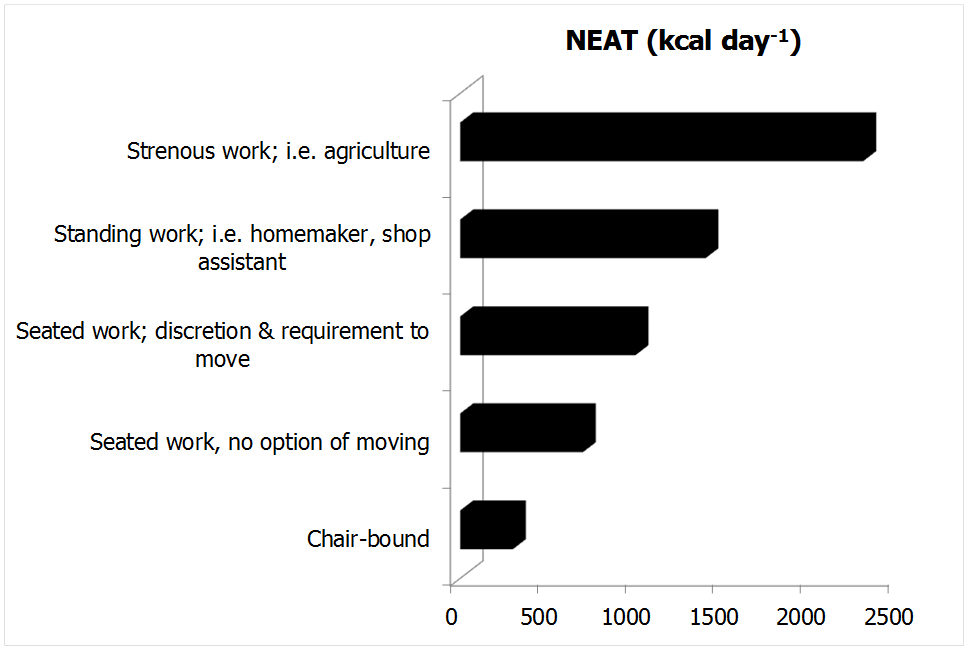 NEAT (kcal day-1)
Strenous work; i.e. agriculture
Standing work; i.e. homemaker, shop
assistant
Seated work; discretion & requirement to
move
Seated work, no option of moving
Chair-bound
0 500 1000 1500 2000 2500